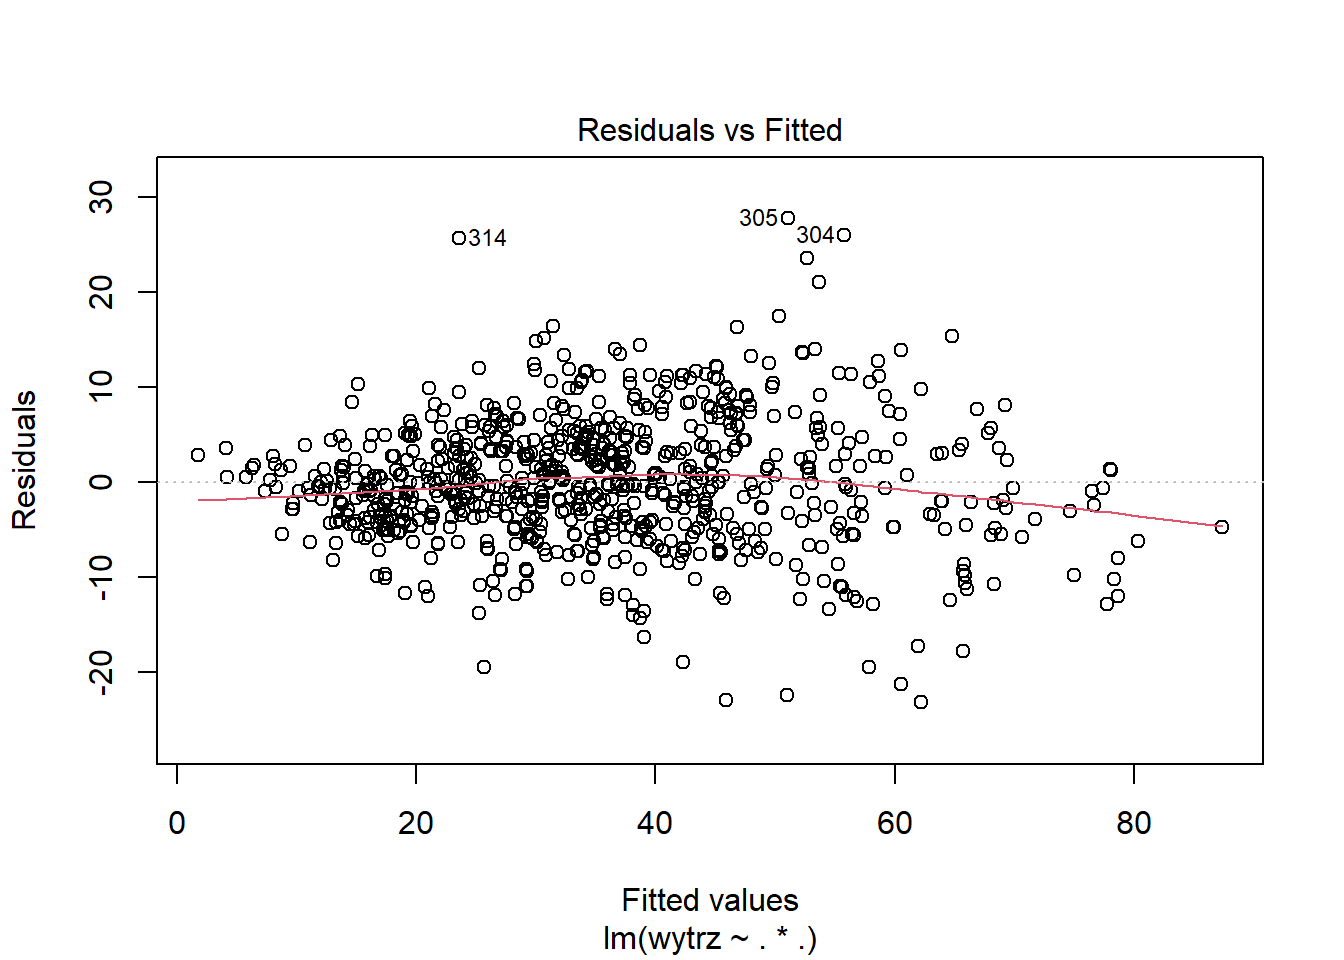 Residuals vs Fitted
Residuals
30
20
10
0
-10
-20
305
304
314
0 20 40 60 80
Fitted values
lm(wytrz ~ . * .)